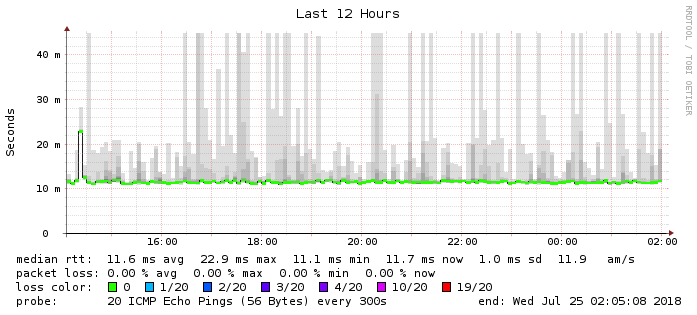 Last 12 Hours
RRDTOOL / TOBI OETIKER
Seconds
40 m
30 m
20 m
10 m
0
16:00 18:00 20:00 22:00 00:00 02:00
median rtt: 11.6 ms avg 22.9 ms max 11.1 ms min 11.7 ms now 1.0 ms sd 11.9 am/s
packet loss: 0.00 % avg 0.00 % max 0.00 % min 0.00 % now
loss color: 0 1/20 2/20 3/20 4/20 10/20 19/20
probe: 20 ICMP Echo Pings (56 Bytes) every 300s end: Wed Jul 25 02:05:08 2018